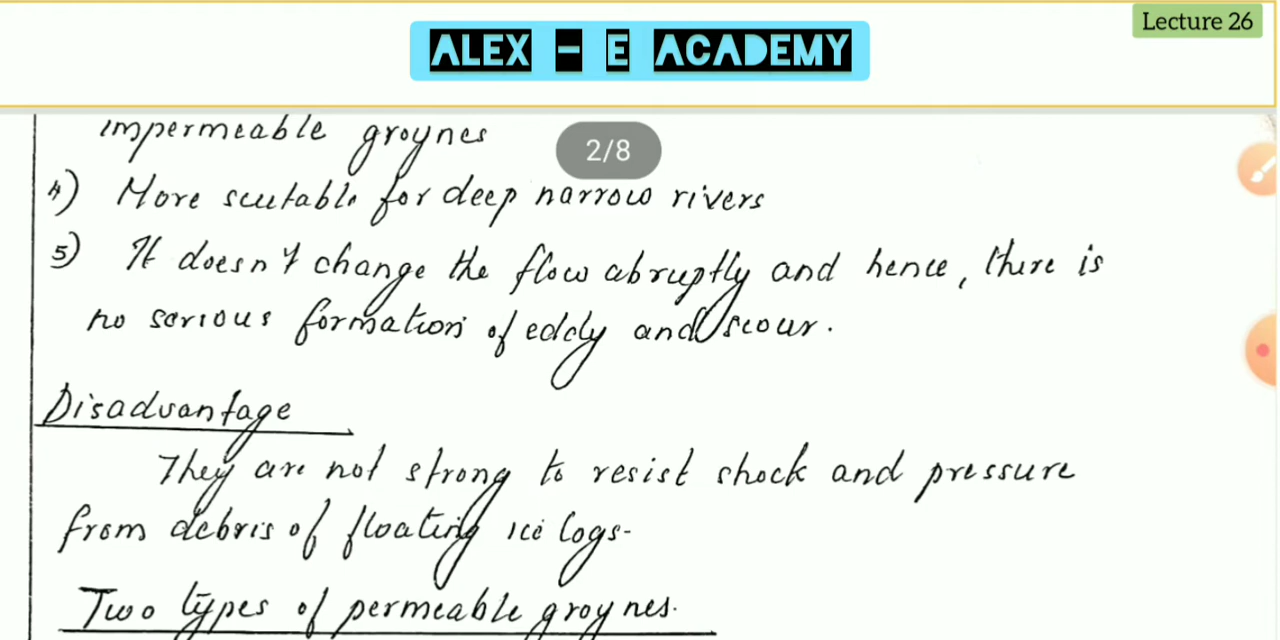 Lecture 26
ALEX - E ACADEMY
impermeable groynes
2/8
4) More suitable for deep narrow rivers
5) It doesn't change the flow abruptly and hence, there is
no serious formation of eddy and scour.
Disadvantage
They are not strong to resist shock and pressure
from debris of floating ice logs-
Two types of permeable groynes.